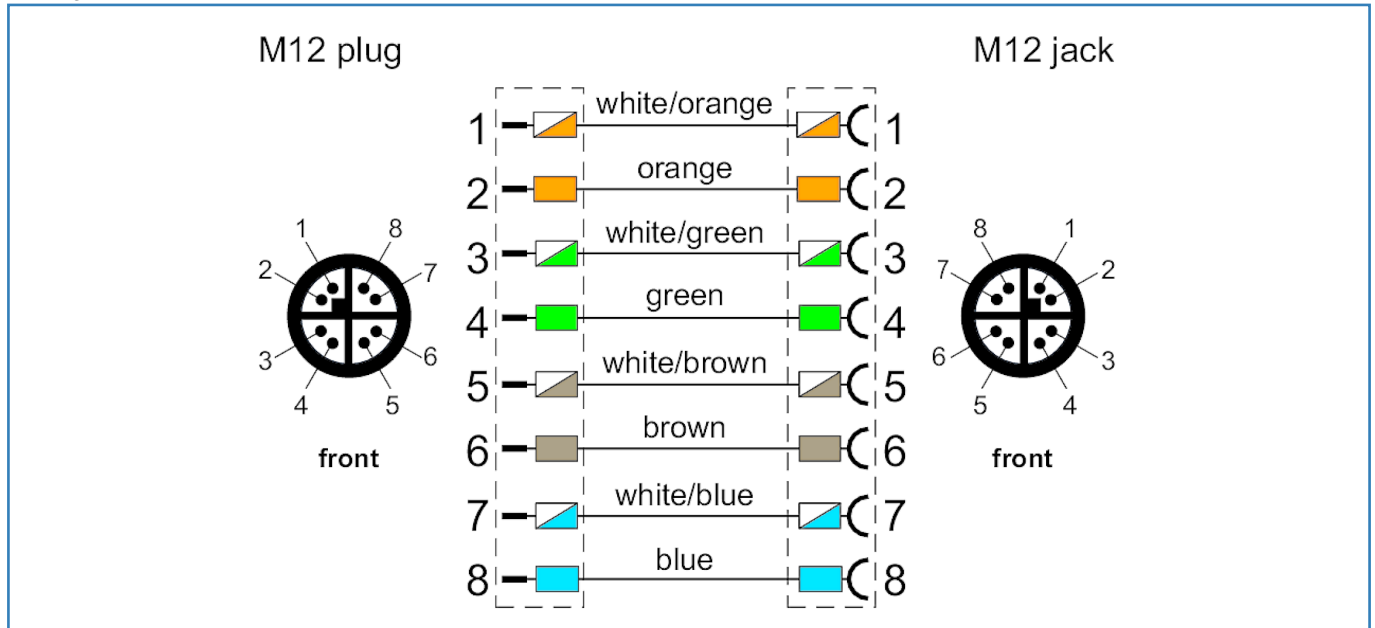 M12 plug
M12 jack
1 white/orange 1
2 orange 2
3 white/green 3
4 green 4
5 white/brown 5
6 brown 6
7 white/blue 7
8 blue 8
1 8
2 7
3 6
4 5
front
8 1
7 2
6 3
5 4
front